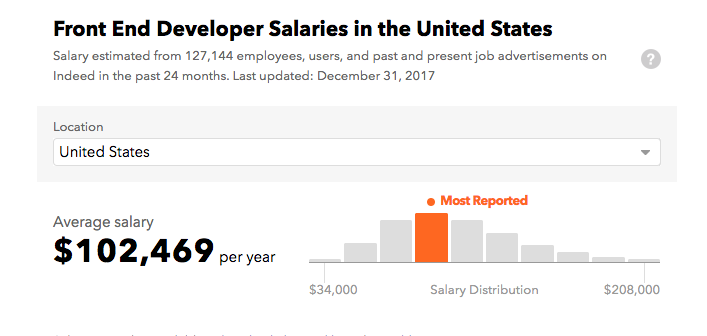 Front End Developer Salaries in the United States
Salary estimated from 127,144 employees, users, and past and present job advertisements on
Indeed in the past 24 months. Last updated: December 31, 2017
?
Location
United States
Most Reported
Average salary
$102,469 per year
$34,000 Salary Distribution $208,000